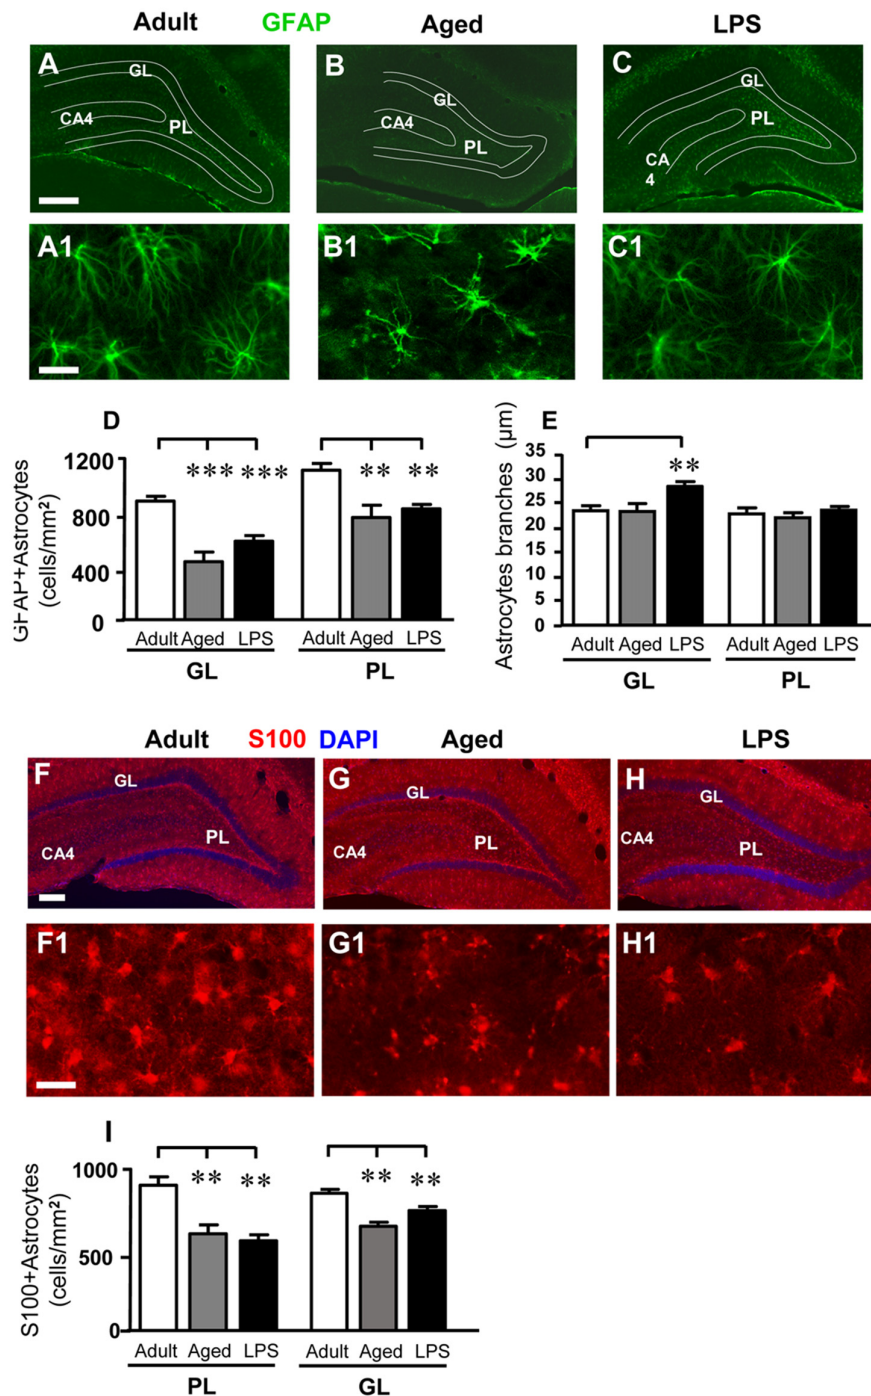 Adult GFAP Aged LPS
A B C
GL GL GL
CA4 PL CA4 PL CA 4 PL
A1 B1 C1
D
GFAP+Astrocytes
(cells/mm²)
1200
800
400
0
*** *** ** **
Adult Aged LPS Adult Aged LPS
GL PL
E
Astrocytes branches (µm)
35
30
25
20
15
10
5
0
**
Adult Aged LPS Adult Aged LPS
GL PL
Adult S100 DAPI Aged LPS
F G H
GL GL GL
CA4 PL CA4 PL CA4 PL
F1 G1 H1
I
S100+Astrocytes
(cells/mm²)
1000
500
0
** ** ** **
Adult Aged LPS Adult Aged LPS
PL GL